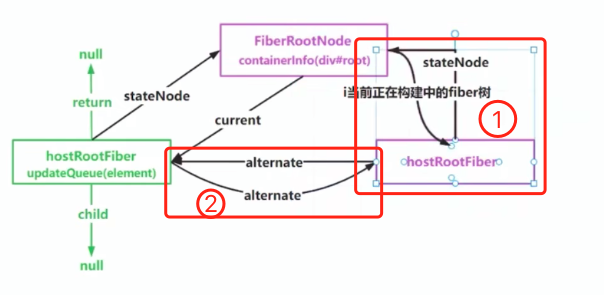 FiberRootNode
containerInfo(div#root)
null
return
stateNode
stateNode
i当前正在构建中的fiber树
current
①
hostRootFiber
updateQueue(element)
alternate
hostRootFiber
alternate
②
child
null